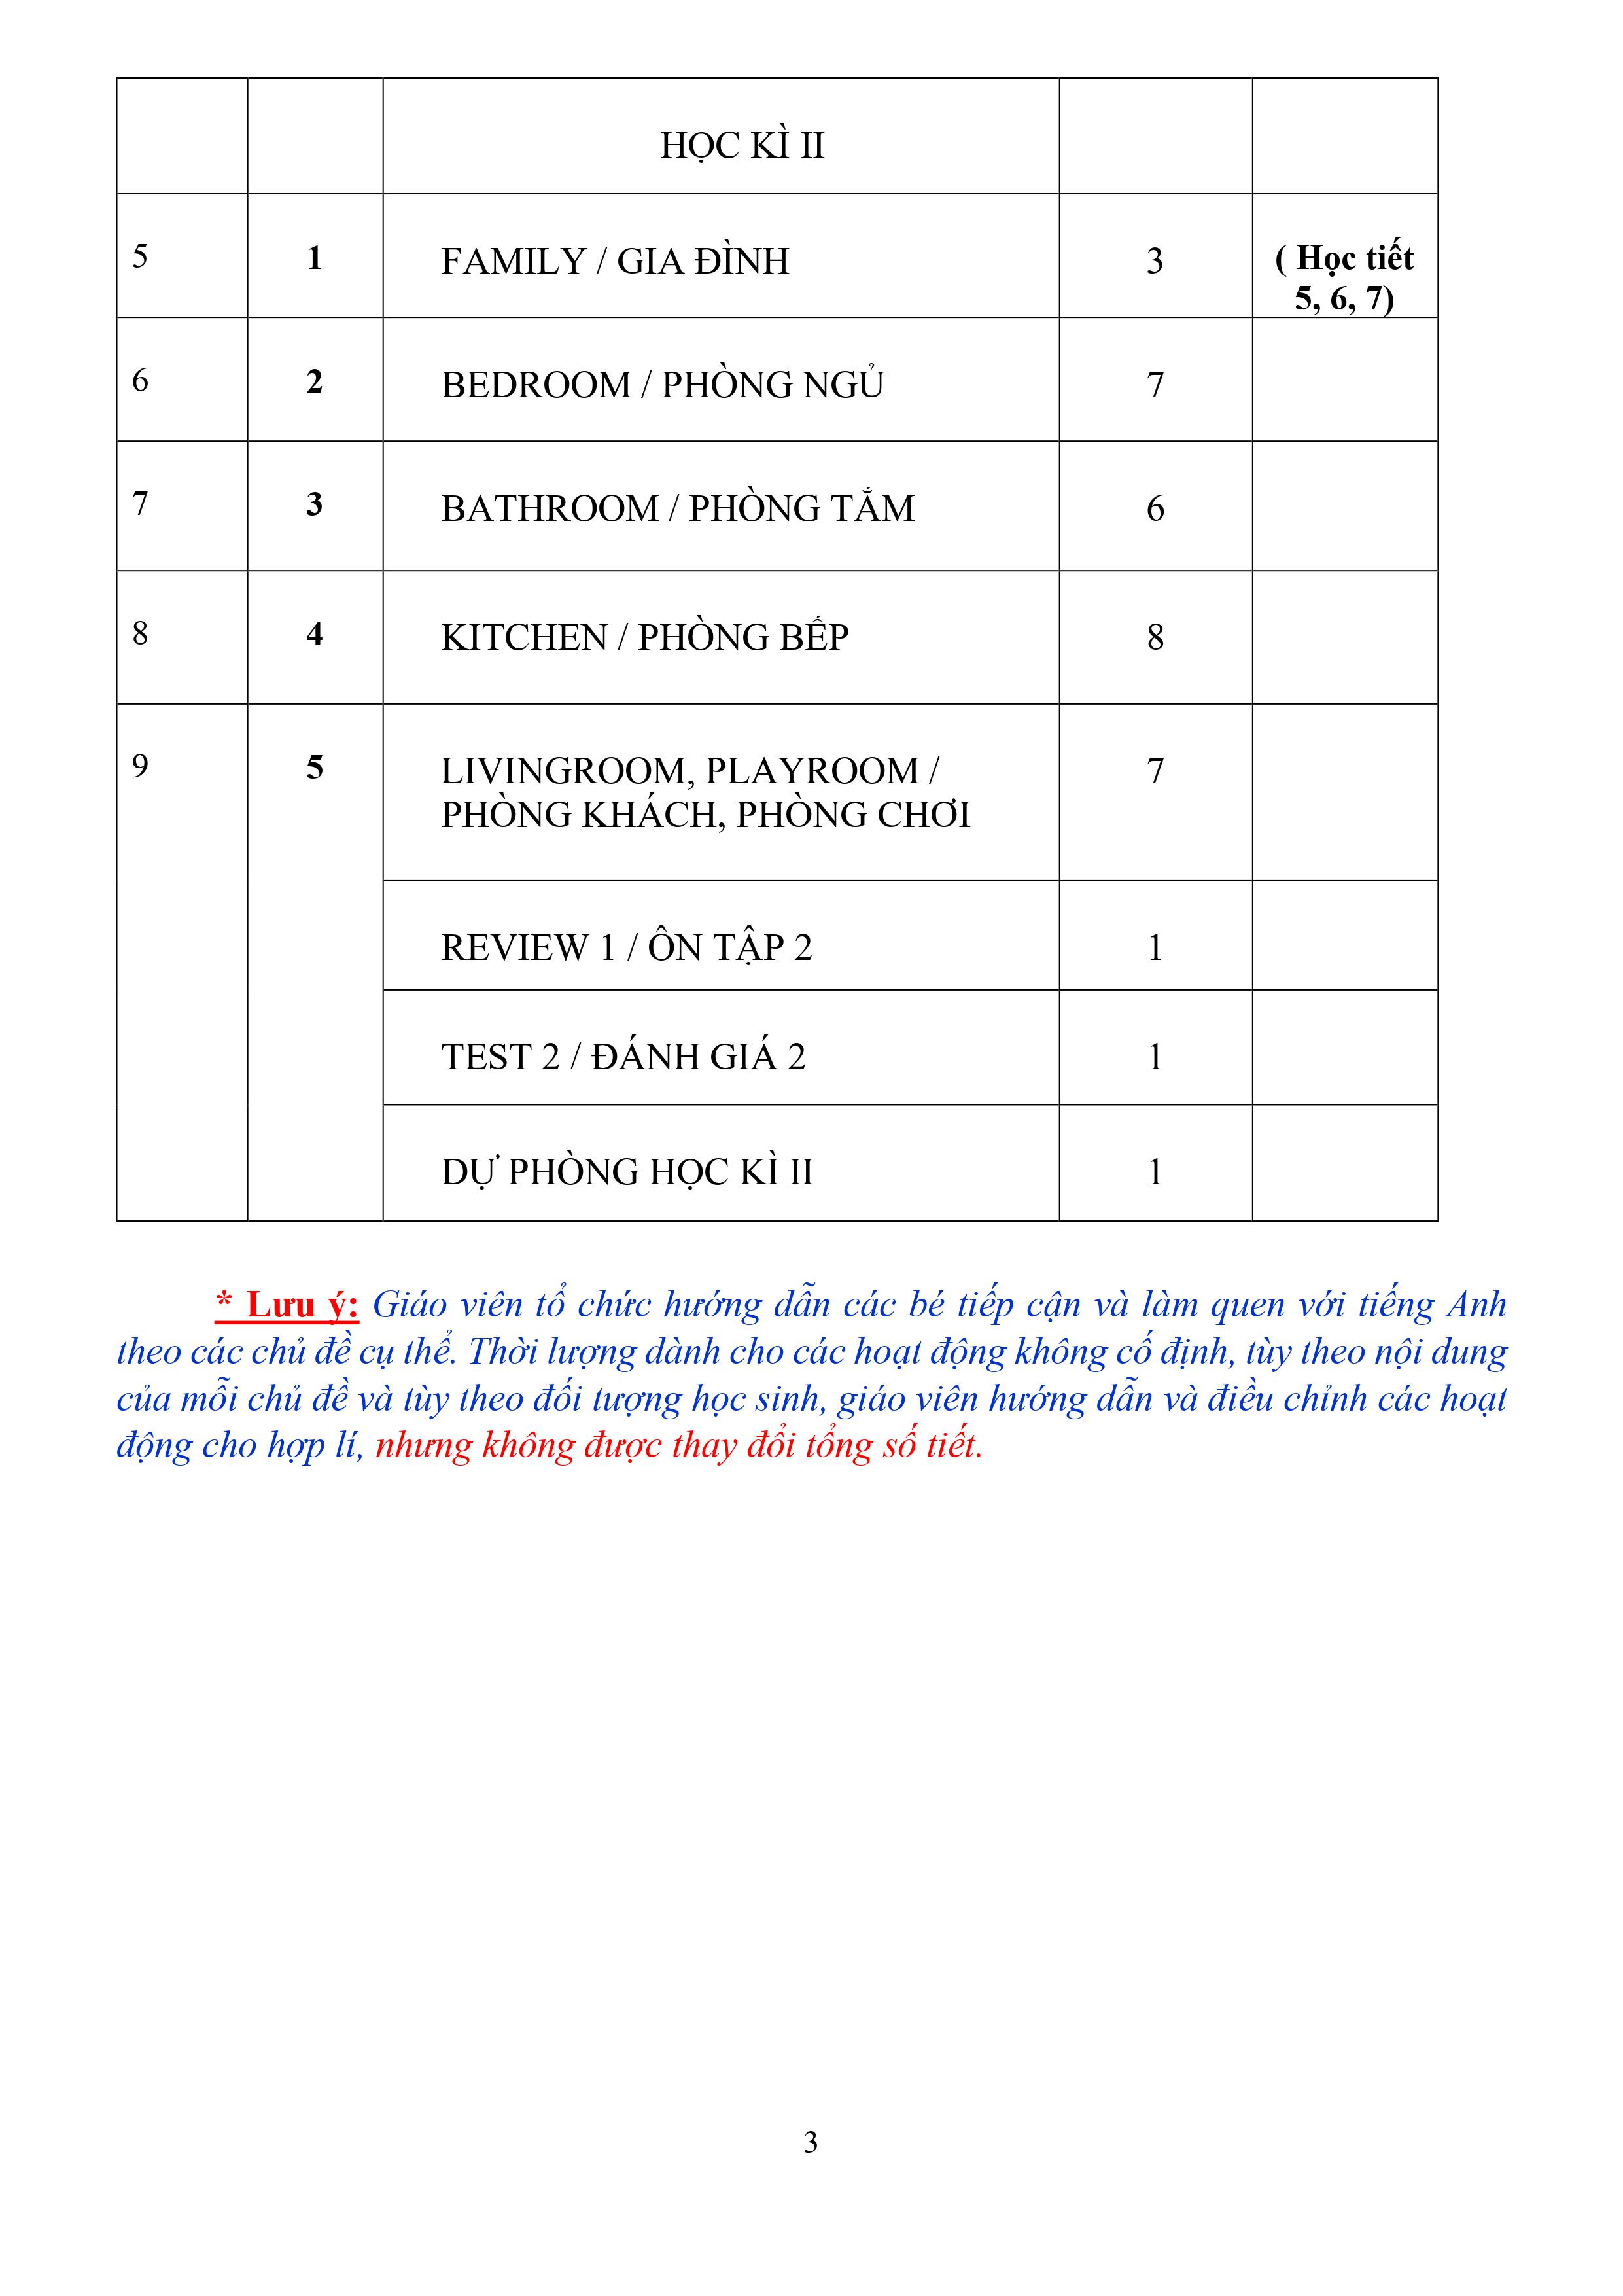 HỌC KÌ II
5 1 FAMILY / GIA ĐÌNH 3 ( Học tiết
5, 6, 7)
6 2 BEDROOM / PHÒNG NGỦ 7
7 3 BATHROOM / PHÒNG TẮM 6
8 4 KITCHEN / PHÒNG BẾP 8
9 5 LIVINGROOM, PLAYROOM / 7
PHÒNG KHÁCH, PHÒNG CHƠI
REVIEW 1 / ÔN TẬP 2 1
TEST 2 / ĐÁNH GIÁ 2 1
DỰ PHÒNG HỌC KÌ II 1
* Lưu ý: Giáo viên tổ chức hướng dẫn các bé tiếp cận và làm quen với tiếng Anh
theo các chủ đề cụ thể. Thời lượng dành cho các hoạt động không cố định, tùy theo nội dung
của mỗi chủ đề và tùy theo đối tượng học sinh, giáo viên hướng dẫn và điều chỉnh các hoạt
động cho hợp lí, nhưng không được thay đổi tổng số tiết.
3